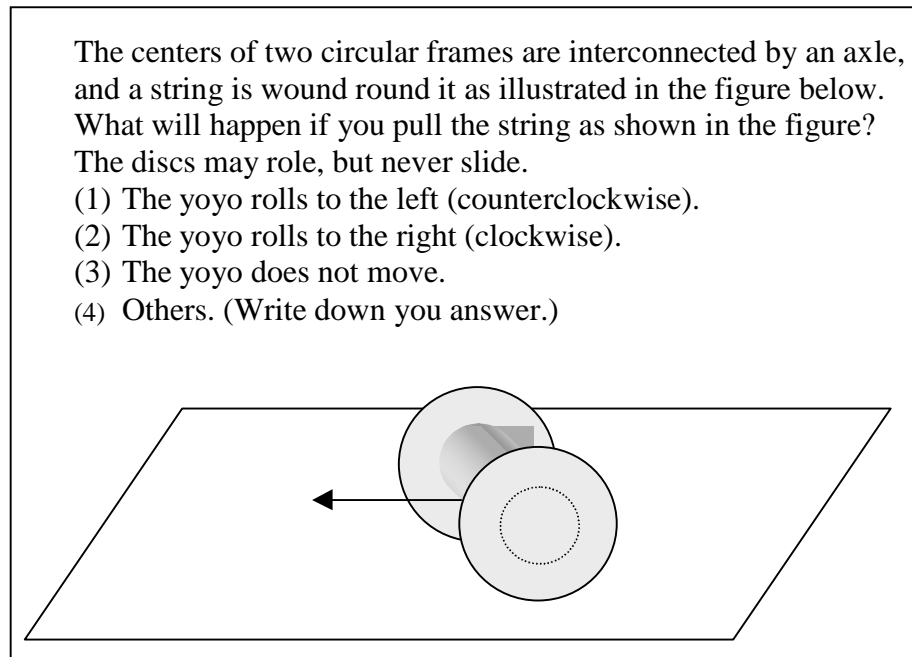 The centers of two circular frames are interconnected by an axle,
and a string is wound round it as illustrated in the figure below.
What will happen if you pull the string as shown in the figure?
The discs may role, but never slide.
(1) The yoyo rolls to the left (counterclockwise).
(2) The yoyo rolls to the right (clockwise).
(3) The yoyo does not move.
(4) Others. (Write down you answer.)